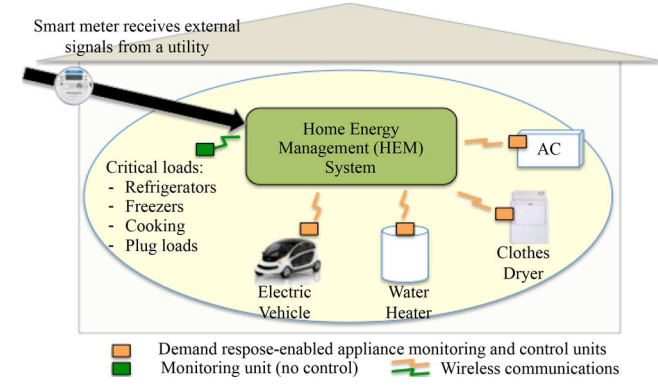 Smart meter receives external
signals from a utility
Home Energy
Management (HEM)
System
AC
Critical loads:
- Refrigerators
- Freezers
- Cooking
- Plug loads
Clothes
Dryer
Electric
Vehicle
Water
Heater
Demand respose-enabled appliance monitoring and control units
Monitoring unit (no control)
Wireless communications